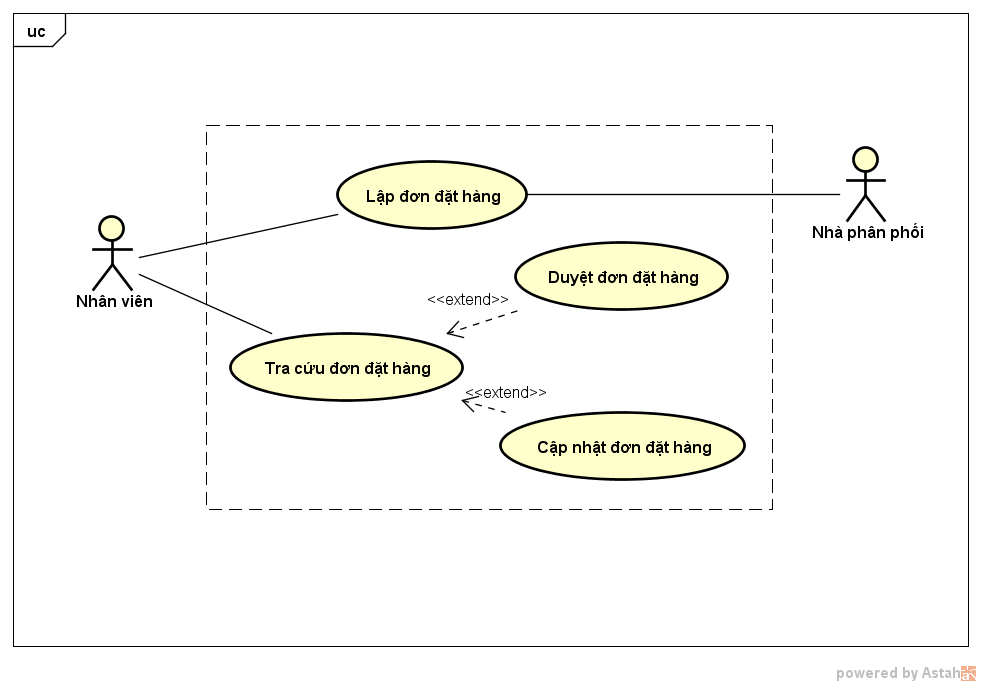 uc
Lập đơn đặt hàng
Nhà phân phối
Duyệt đơn đặt hàng
Nhân viên
<<extend>>
Tra cứu đơn đặt hàng
<<extend>>
Cập nhật đơn đặt hàng
powered by Astah